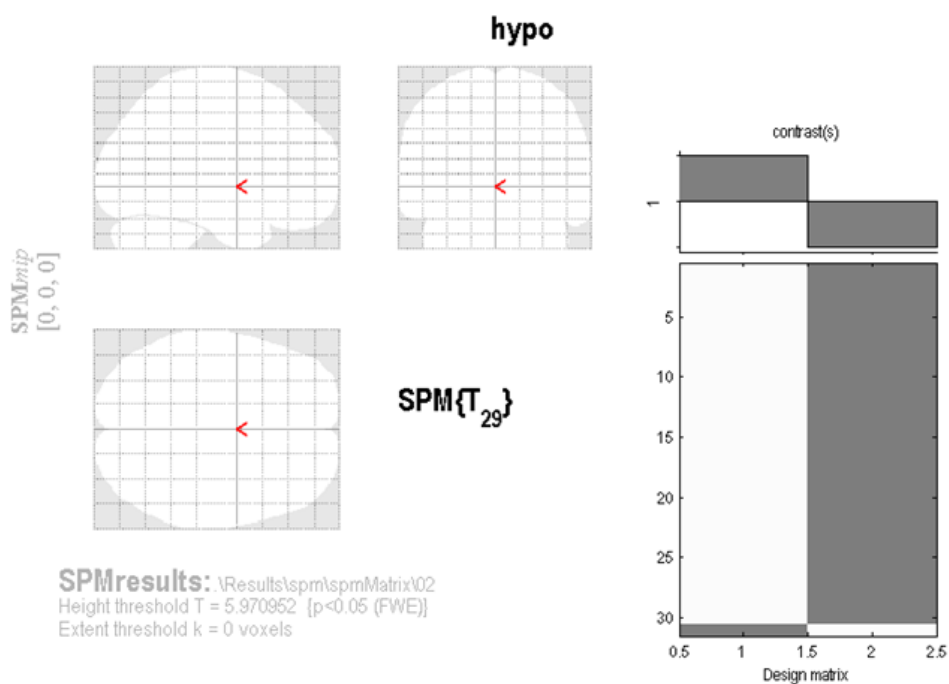 hypo
SPMmip
[0, 0, 0]
SPM{T29}
SPMresults: .\Results\spm\spmMatrix\02
Height threshold T = 5.970952 {p<0.05 (FWE)}
Extent threshold k = 0 voxels
contrast(s)
1
5
10
15
20
25
30
0.5 1 1.5 2 2.5
Design matrix